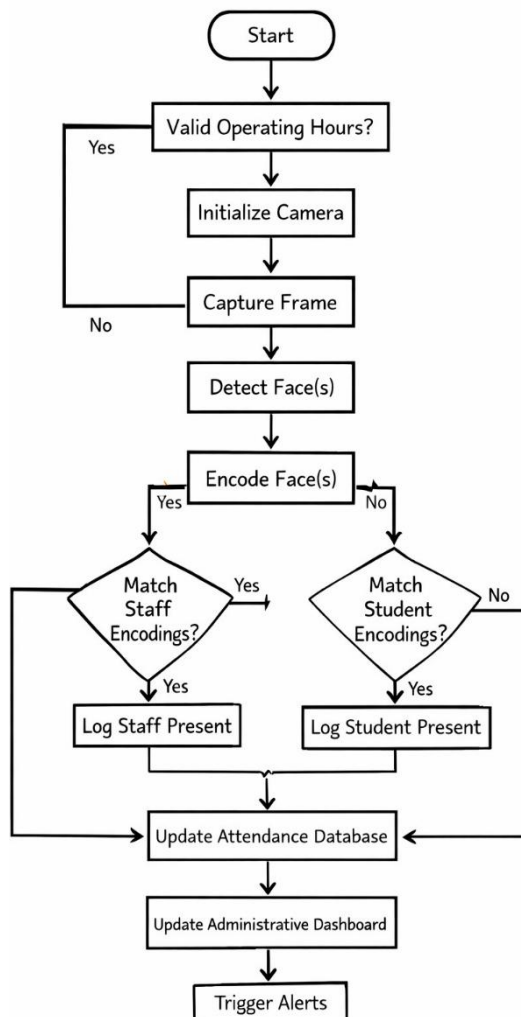 Start
Valid Operating Hours?
Yes
Initialize Camera
Capture Frame
No
Detect Face(s)
Encode Face(s)
Yes
No
Match
Staff
Encodings?
Yes
Match
Student
Encodings?
No
Yes
Yes
Log Staff Present
Log Student Present
Update Attendance Database
Update Administrative Dashboard
Trigger Alerts